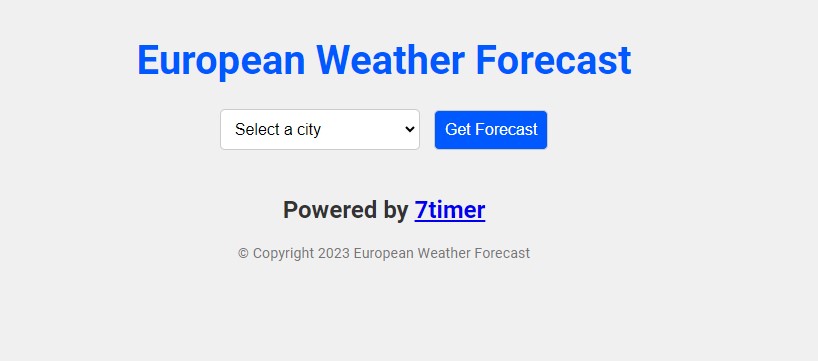 European Weather Forecast
Select a city Get Forecast
Powered by 7timer
© Copyright 2023 European Weather Forecast